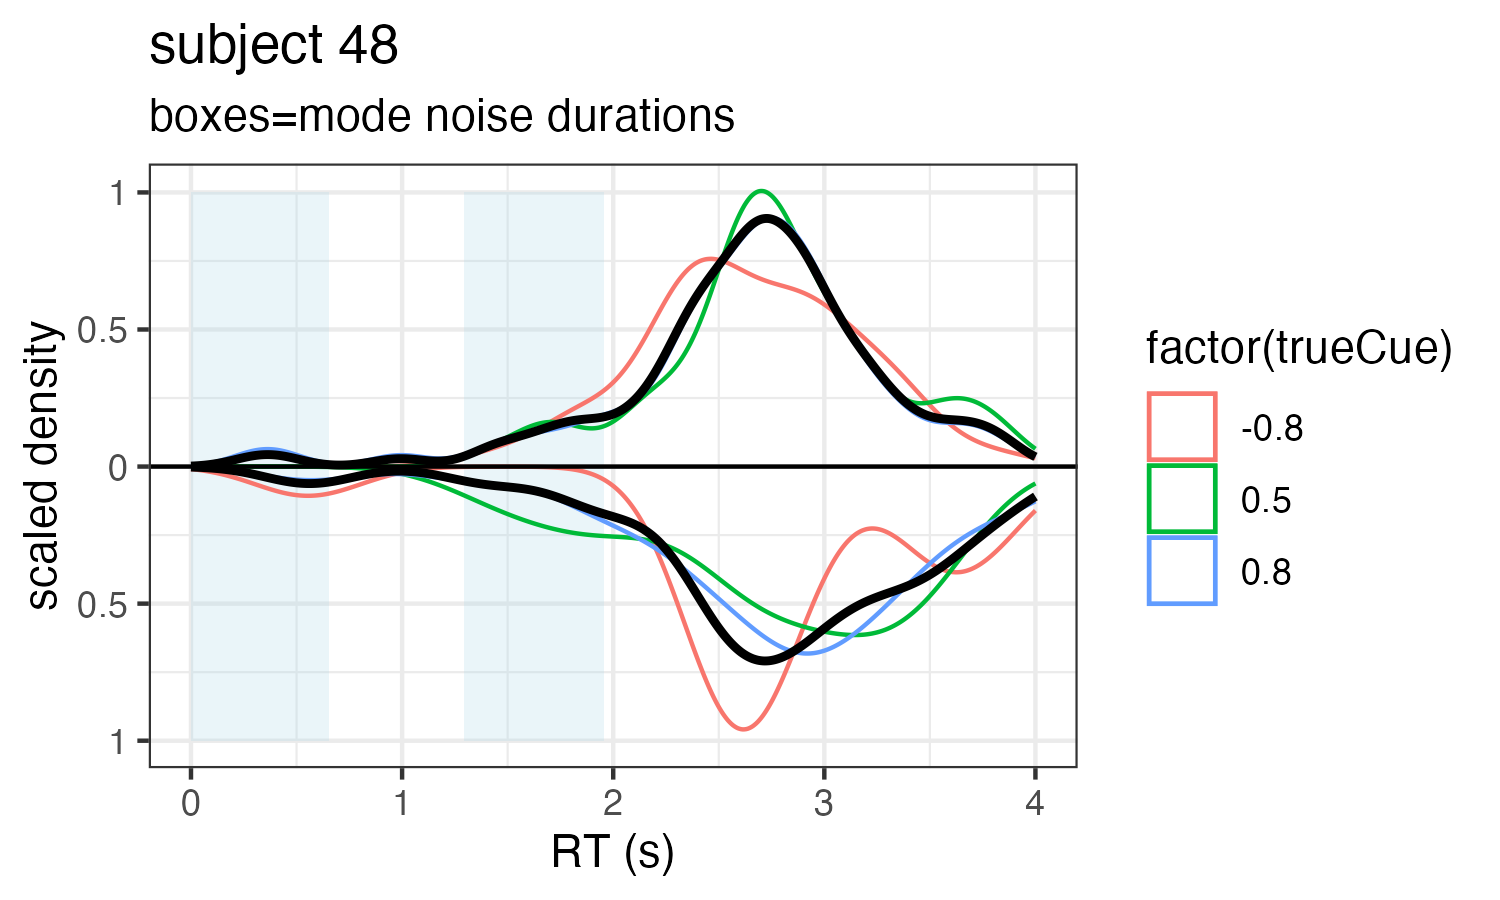 subject 48
boxes=mode noise durations
scaled density
1
0.5
0
0.5
1
0 1 2 3 4
RT (s)
factor(trueCue)
-0.8
0.5
0.8